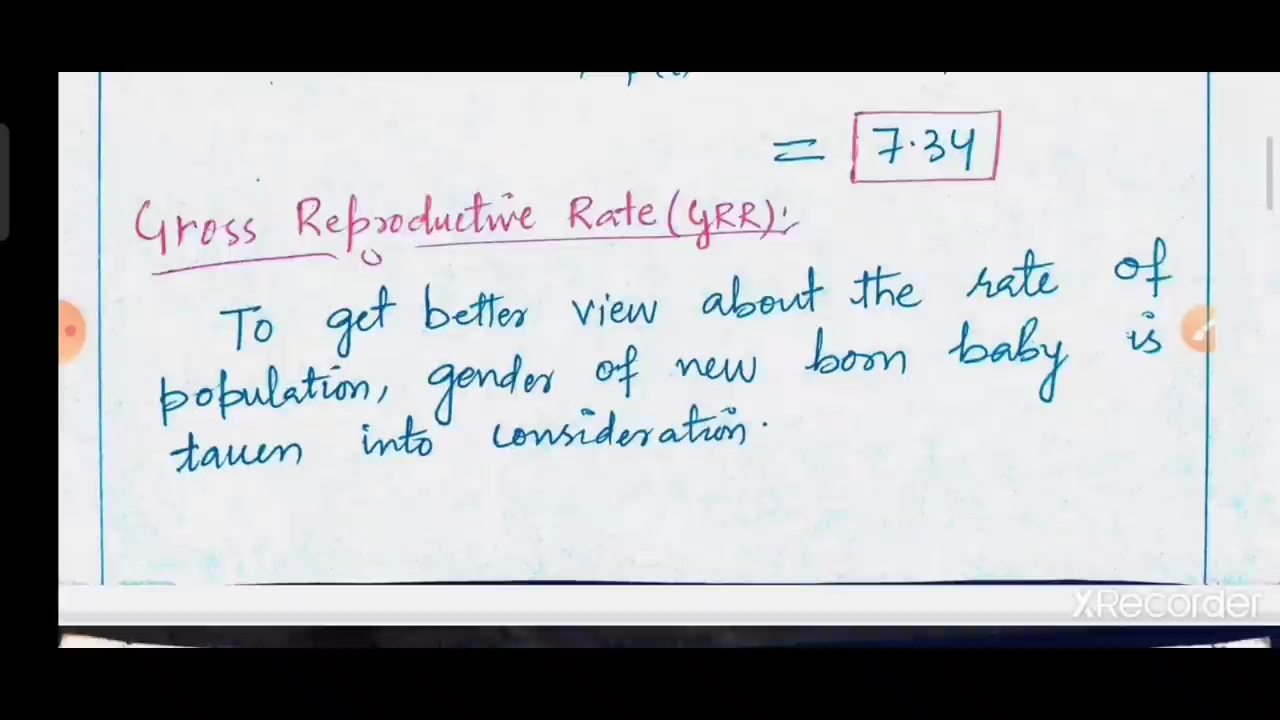 = 7.34
Gross Reproductive Rate (GRR):
To get better view about the rate of
population, gender of new born baby is
taken into consideration.
XRecorder